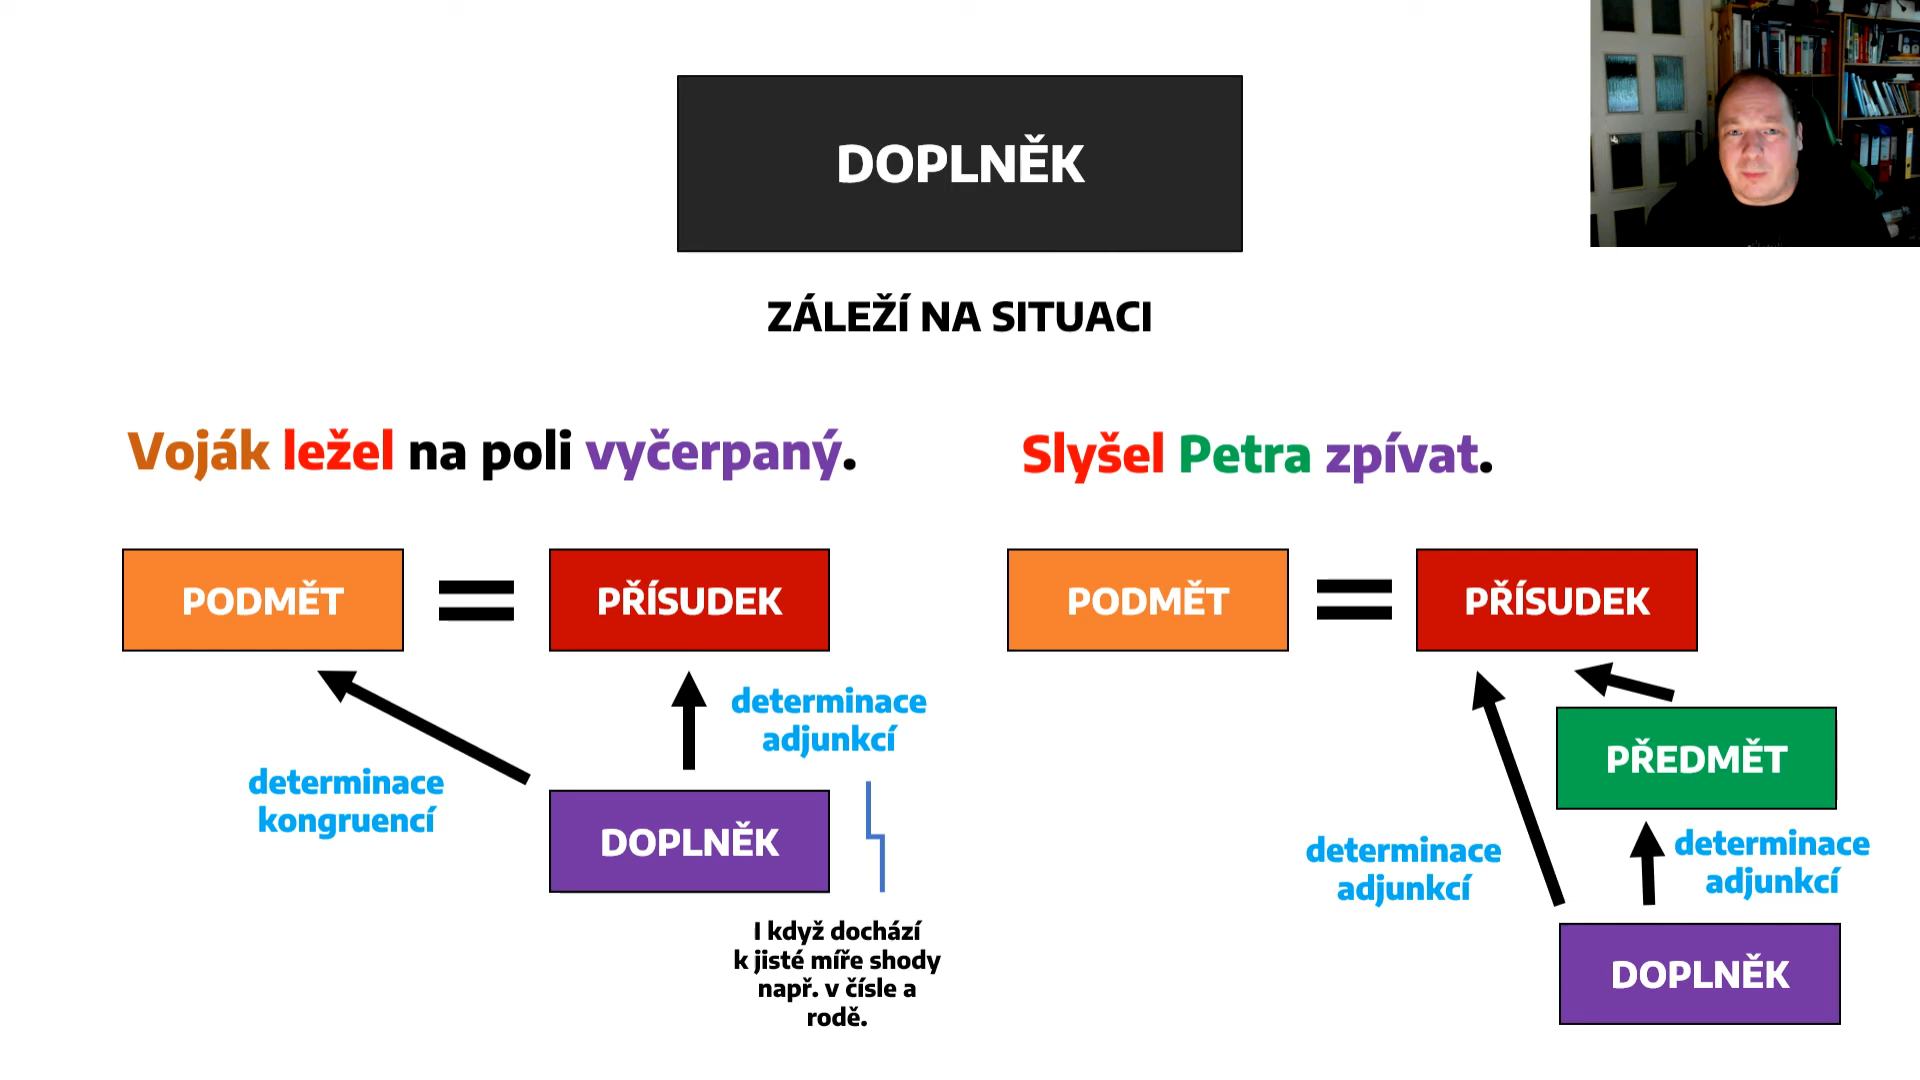 DOPLNĚK
ZÁLEŽÍ NA SITUACI
Voják ležel na poli vyčerpaný.
PODMĚT
PŘÍSUDEK
determinace
kongruencí
determinace
adjunkcí
DOPLNĚK
I když dochází
k jisté míře shody
např. v čísle a
rodě.
Slyšel Petra zpívat.
PODMĚT
PŘÍSUDEK
PŘEDMĚT
determinace
adjunkcí
determinace
adjunkcí
DOPLNĚK